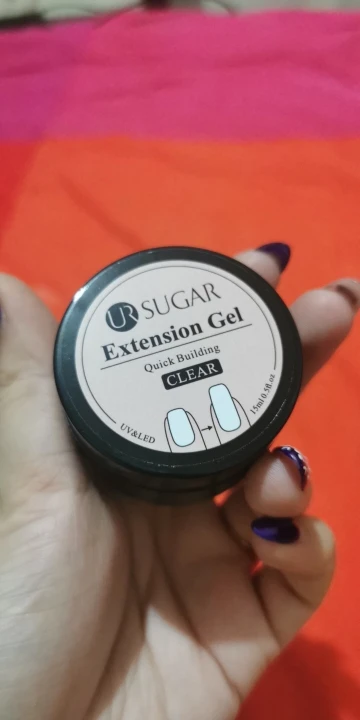 UR SUGAR
Extension Gel
Quick Building
CLEAR
UV&LED
15ml 0.5fl.oz